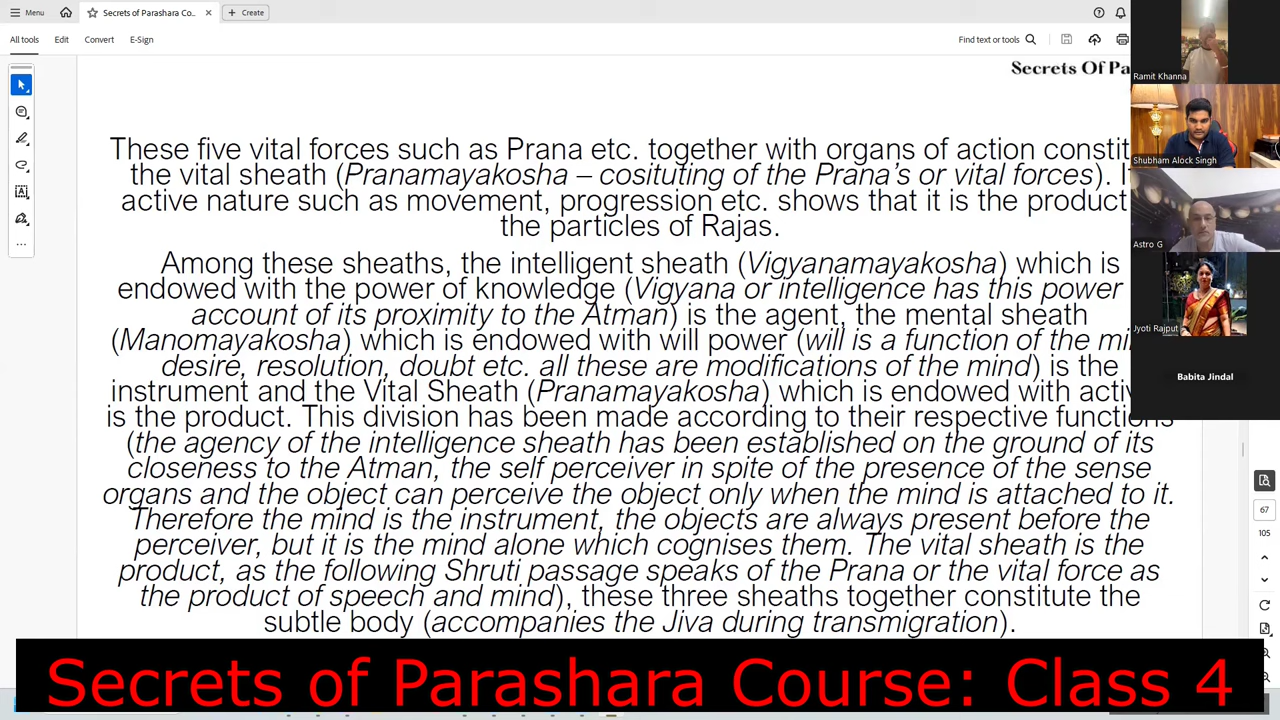 Menu
Secrets of Parashara Co...
Create
All tools
Edit
Convert
E-Sign
Find text or tools
Secrets Of Pa
These five vital forces such as Prana etc. together with organs of action constit
the vital sheath (Pranamayakosha – cosituting of the Prana's or vital forces). It
active nature such as movement, progression etc. shows that it is the product
the particles of Rajas.
Among these sheaths, the intelligent sheath (Vigyanamayakosha) which is
endowed with the power of knowledge (Vigyana or intelligence has this power
account of its proximity to the Atman) is the agent, the mental sheath
(Manomayakosha) which is endowed with will power (will is a function of the mi
desire, resolution, doubt etc. all these are modifications of the mind) is the
instrument and the Vital Sheath (Pranamayakosha) which is endowed with activ
is the product. This division has been made according to their respective functions
(the agency of the intelligence sheath has been established on the ground of its
closeness to the Atman, the self perceiver in spite of the presence of the sense
organs and the object can perceive the object only when the mind is attached to it.
Therefore the mind is the instrument, the objects are always present before the
perceiver, but it is the mind alone which cognises them. The vital sheath is the
product, as the following Shruti passage speaks of the Prana or the vital force as
the product of speech and mind), these three sheaths together constitute the
subtle body (accompanies the Jiva during transmigration).
Ramit Khanna
Shubham Alock Singh
Astro G
Jyoti Rajput
Babita Jindal
67
105
Secrets of Parashara Course: Class 4